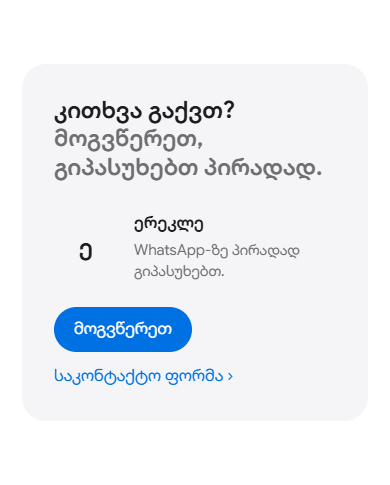 კითხვა გაქვთ?
მოგვწერეთ,
გიპასუხებთ პირადად.
ერეკლე
ე
WhatsApp-ზე პირადად
გიპასუხებთ.
მოგვწერეთ
საკონტაქტო ფორმა ›